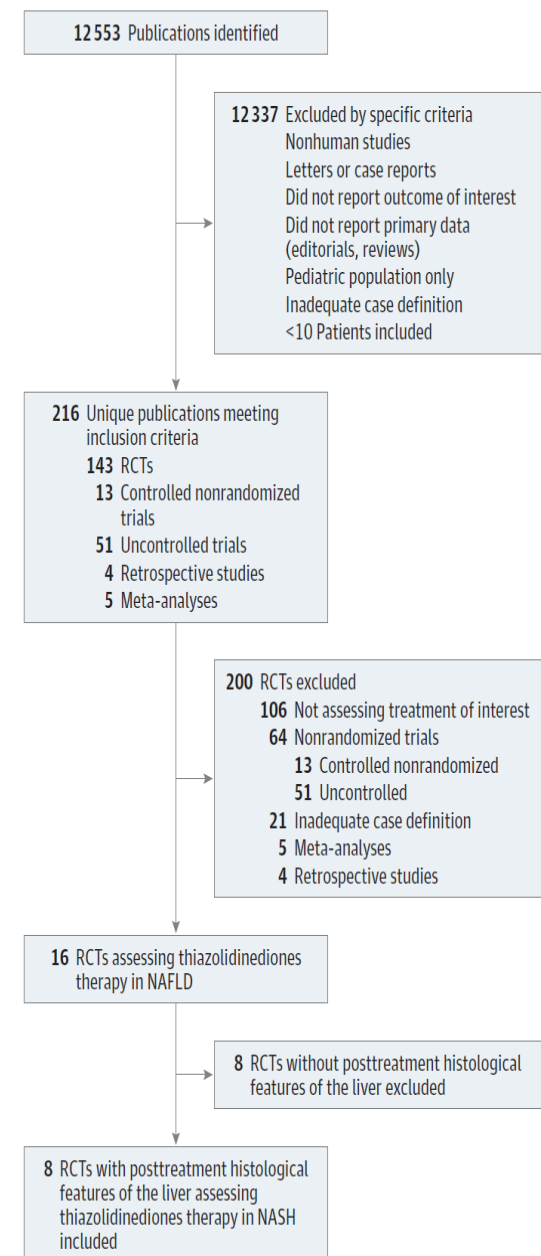 12 553 Publications identified
12 337 Excluded by specific criteria
Nonhuman studies
Letters or case reports
Did not report outcome of interest
Did not report primary data
(editorials, reviews)
Pediatric population only
Inadequate case definition
<10 Patients included
216 Unique publications meeting
inclusion criteria
143 RCTs
13 Controlled nonrandomized
trials
51 Uncontrolled trials
4 Retrospective studies
5 Meta-analyses
200 RCTs excluded
106 Not assessing treatment of interest
64 Nonrandomized trials
13 Controlled nonrandomized
51 Uncontrolled
21 Inadequate case definition
5 Meta-analyses
4 Retrospective studies
16 RCTs assessing thiazolidinediones
therapy in NAFLD
8 RCTs without posttreatment histological
features of the liver excluded
8 RCTs with posttreatment histological
features of the liver assessing
thiazolidinediones therapy in NASH
included